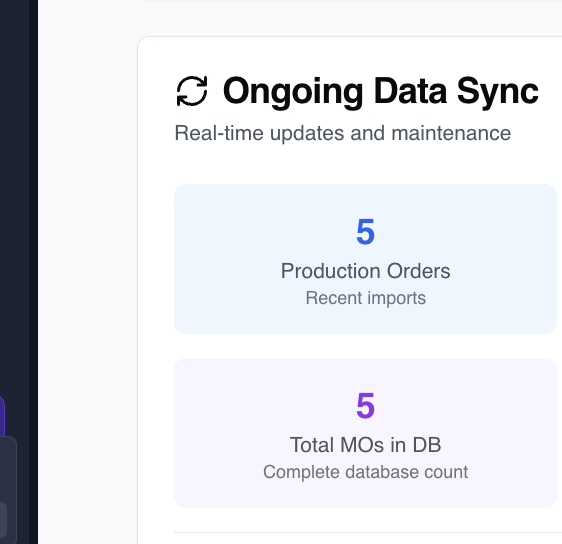 Ongoing Data Sync
Real-time updates and maintenance
5
Production Orders
Recent imports
5
Total MOs in DB
Complete database count